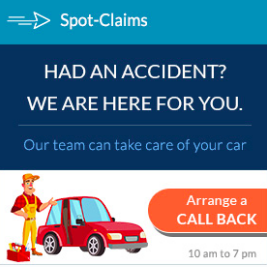 Spot-Claims
HAD AN ACCIDENT?
WE ARE HERE FOR YOU.
Our team can take care of your car
Arrange a
CALL BACK
10 am to 7 pm